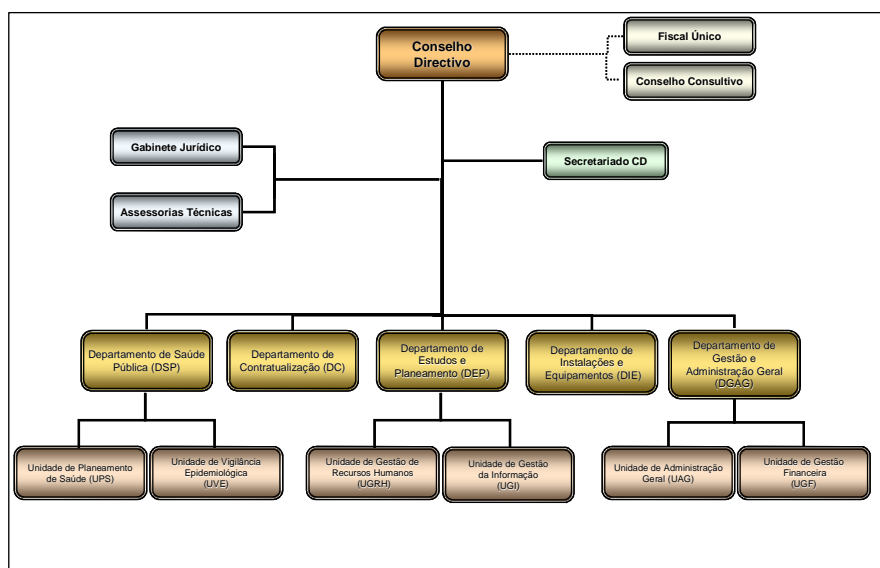 Conselho
Directivo
Fiscal Único
Conselho Consultivo
Gabinete Jurídico
Secretariado CD
Assessorias Técnicas
Departamento de Saúde
Pública (DSP)
Departamento de
Contratualização (DC)
Departamento de
Estudos e
Planeamento (DEP)
Departamento de
Instalações e
Equipamentos (DIE)
Departamento de
Gestão e
Administração Geral
(DGAG)
Unidade de Planeamento
de Saúde (UPS)
Unidade de Vigilância
Epidemiológica
(UVE)
Unidade de Gestão de
Recursos Humanos
(UGRH)
Unidade de Gestão
da Informação
(UGI)
Unidade de Administração
Geral (UAG)
Unidade de Gestão
Financeira
(UGF)